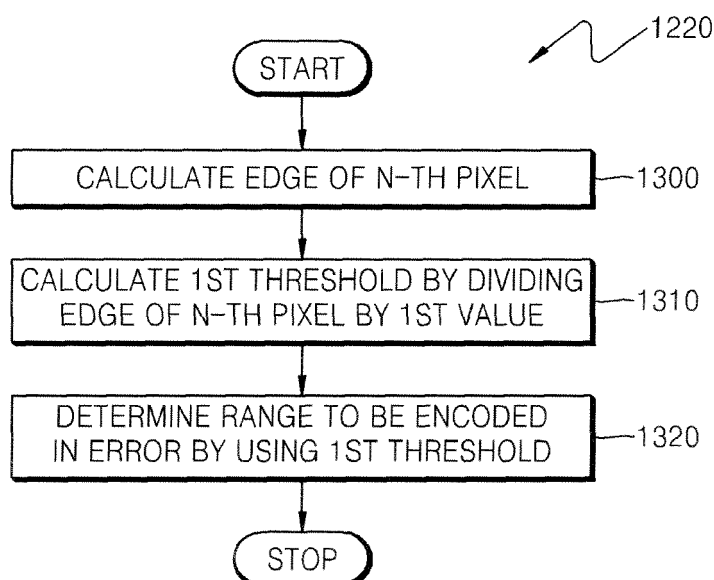 1220
START
CALCULATE EDGE OF N-TH PIXEL
1300
CALCULATE 1ST THRESHOLD BY DIVIDING
EDGE OF N-TH PIXEL BY 1ST VALUE
1310
DETERMINE RANGE TO BE ENCODED
IN ERROR BY USING 1ST THRESHOLD
1320
STOP